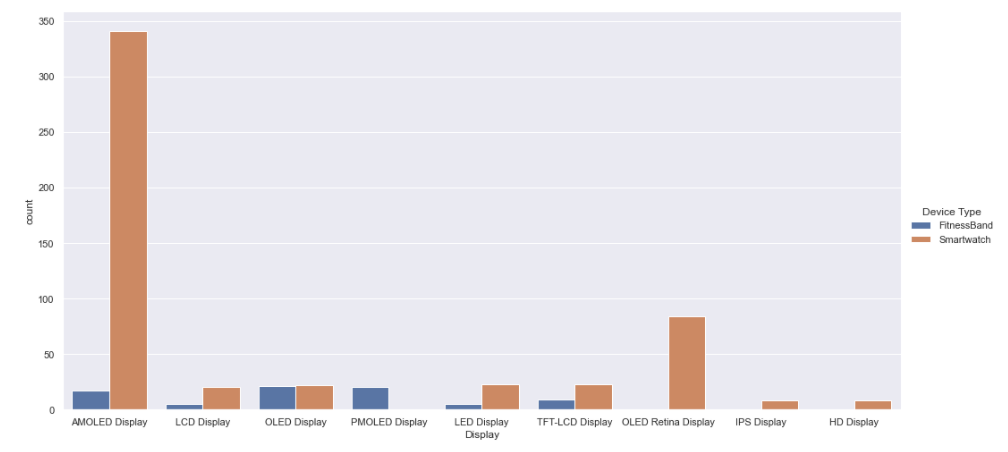 350
300
250
200
150
100
50
0
count
AMOLED Display LCD Display OLED Display PMOLED Display LED Display TFT-LCD Display OLED Retina Display IPS Display HD Display
Display
Device Type
FitnessBand
Smartwatch